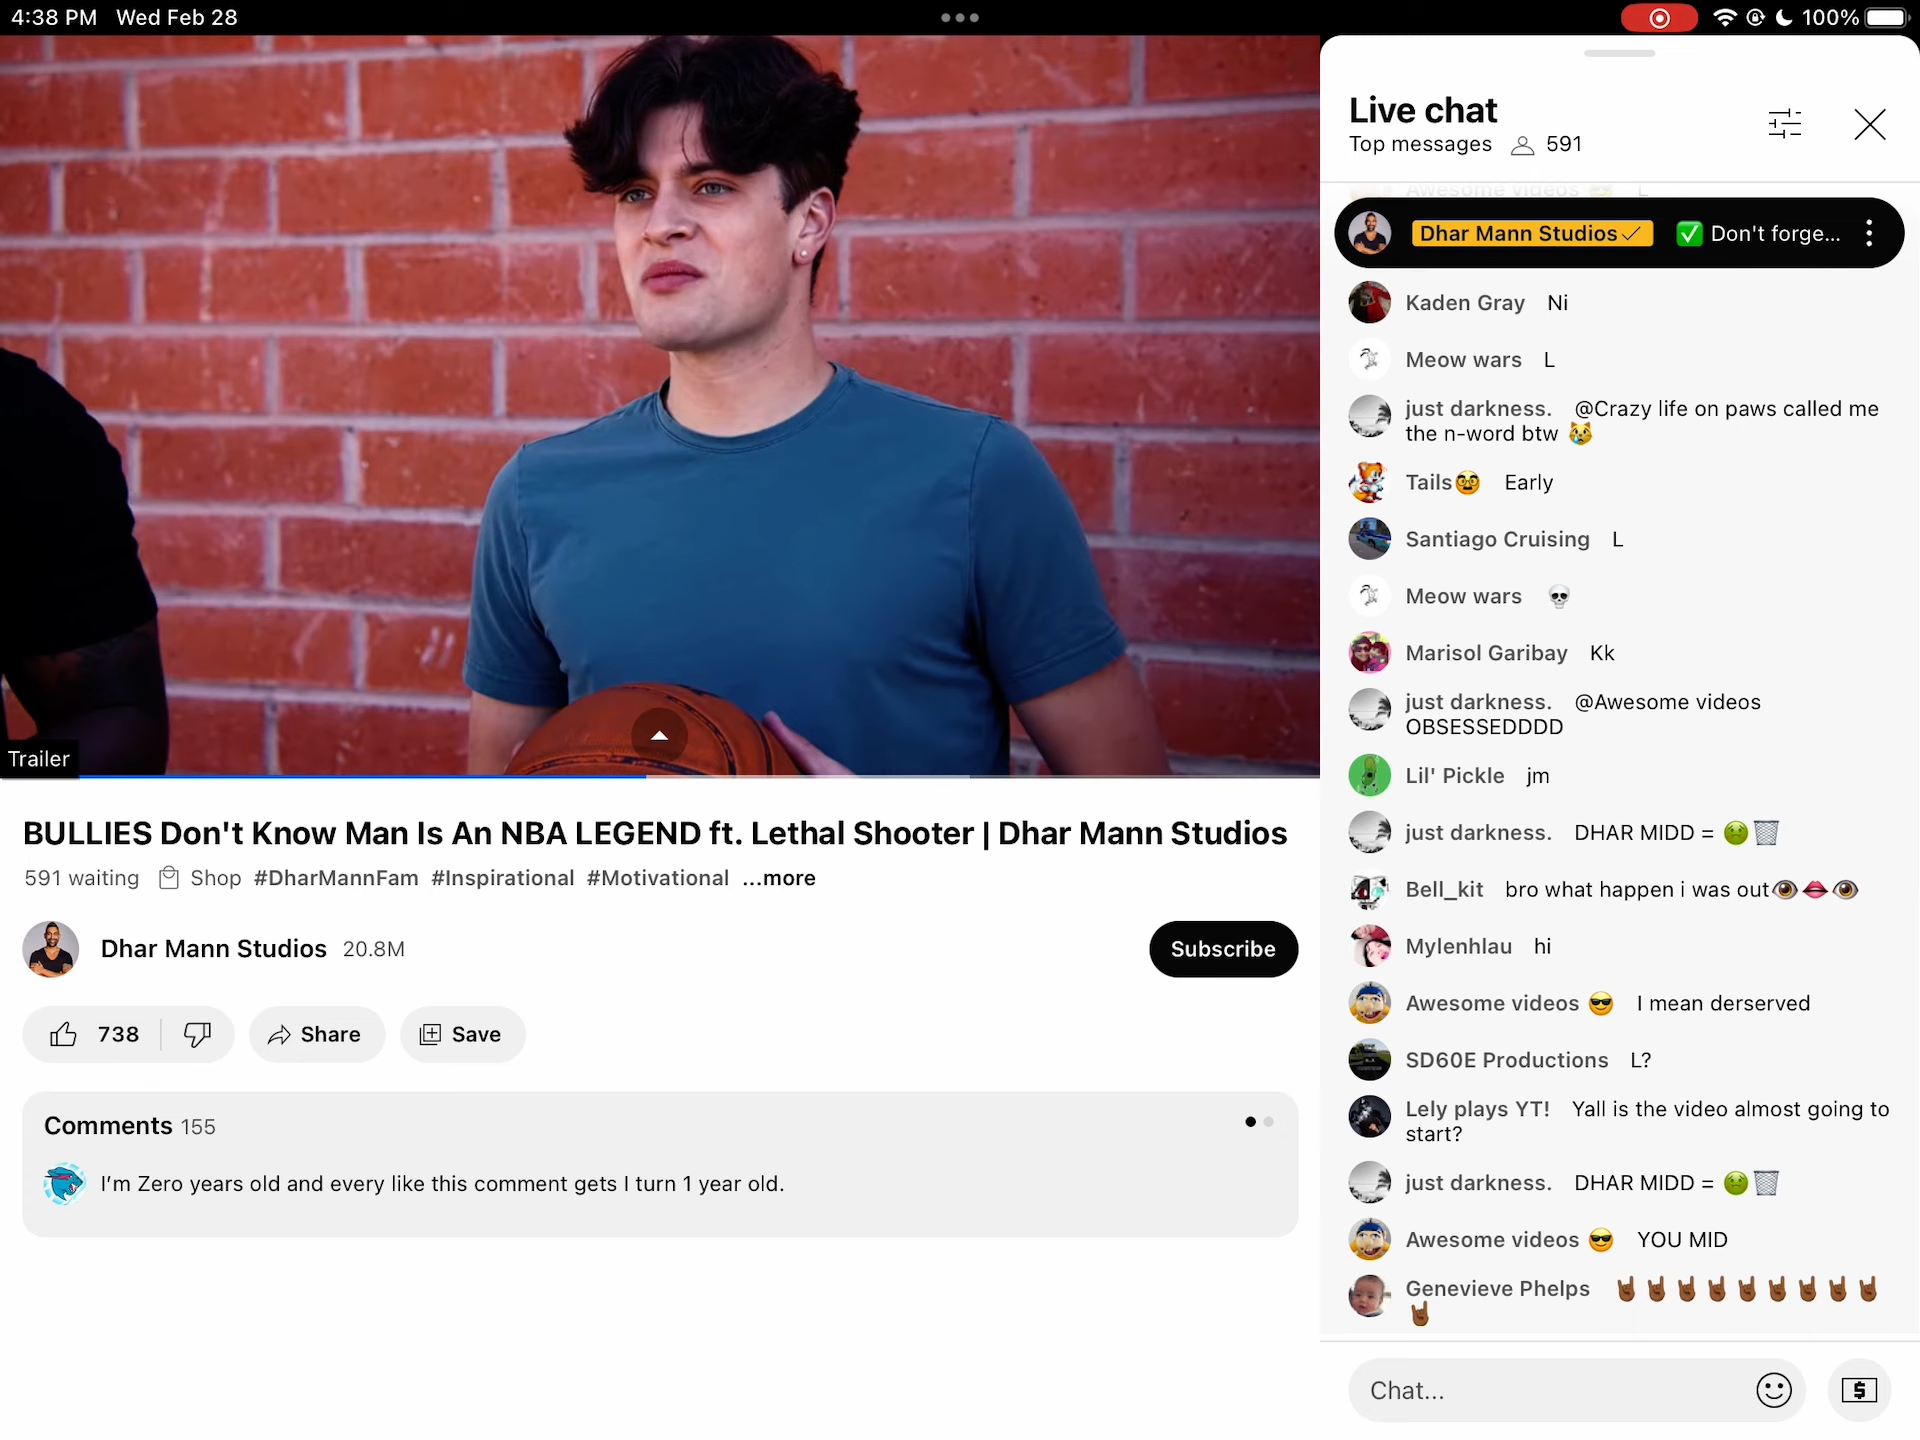 4:38 PM Wed Feb 28
100%
Trailer
BULLIES Don't Know Man Is An NBA LEGEND ft. Lethal Shooter | Dhar Mann Studios
591 waiting Shop #DharMannFam #Inspirational #Motivational ...more
Dhar Mann Studios 20.8M
Subscribe
738
Share
Save
Comments 155
I'm Zero years old and every like this comment gets I turn 1 year old.
Live chat
Top messages 591
Awesome videos 😎 L
Dhar Mann Studios✓ ✅ Don't forge...
Kaden Gray Ni
Meow wars L
just darkness. @Crazy life on paws called me
the n-word btw 😿
Tails🥸 Early
Santiago Cruising L
Meow wars 💀
Marisol Garibay Kk
just darkness. @Awesome videos
OBSESSEDDDD
Lil' Pickle jm
just darkness. DHAR MIDD = 🤢🗑️
Bell_kit bro what happen i was out👁️👄👁️
Mylenhlau hi
Awesome videos 😎 I mean derserved
SD60E Productions L?
Lely plays YT! Yall is the video almost going to
start?
just darkness. DHAR MIDD = 🤢🗑️
Awesome videos 😎 YOU MID
Genevieve Phelps 🤘🏾🤘🏾🤘🏾🤘🏾🤘🏾🤘🏾🤘🏾🤘🏾🤘🏾
🤘🏾
Chat...